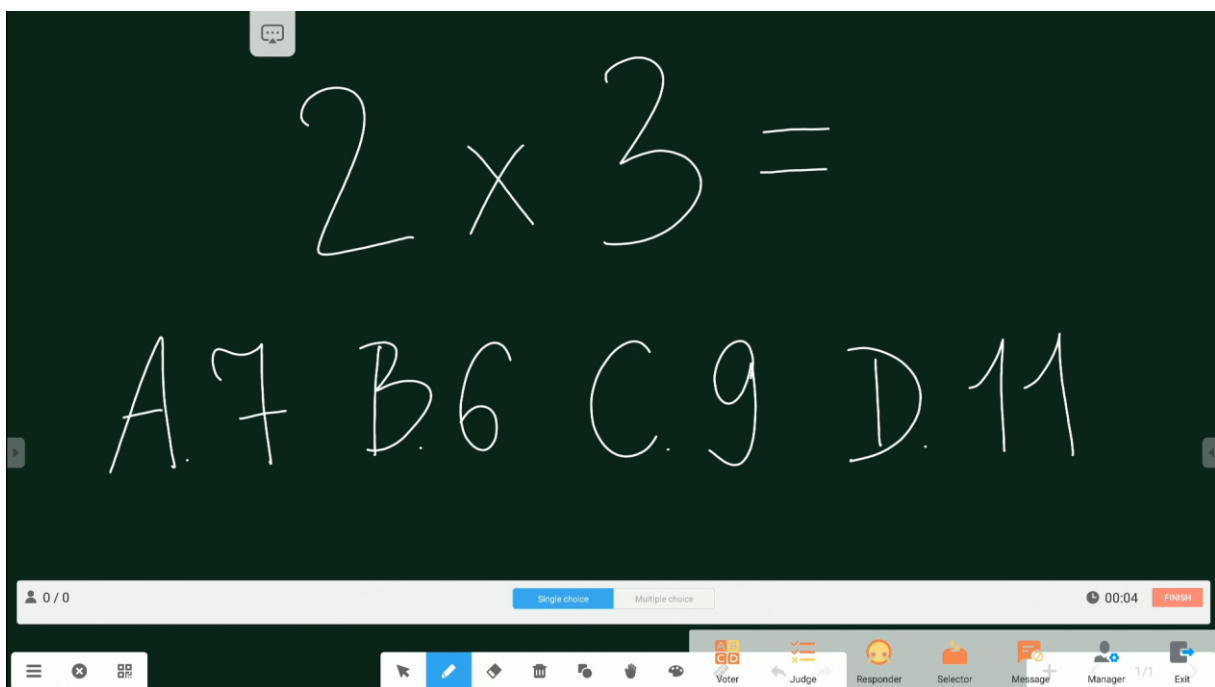 2 x 3 =
A. 7 B. 6 C. 9 D. 11
0 / 0 Single choice Multiple choice 00:04 FINISH
Voter Judge Responder Selector Message Manager 1/1 Exit